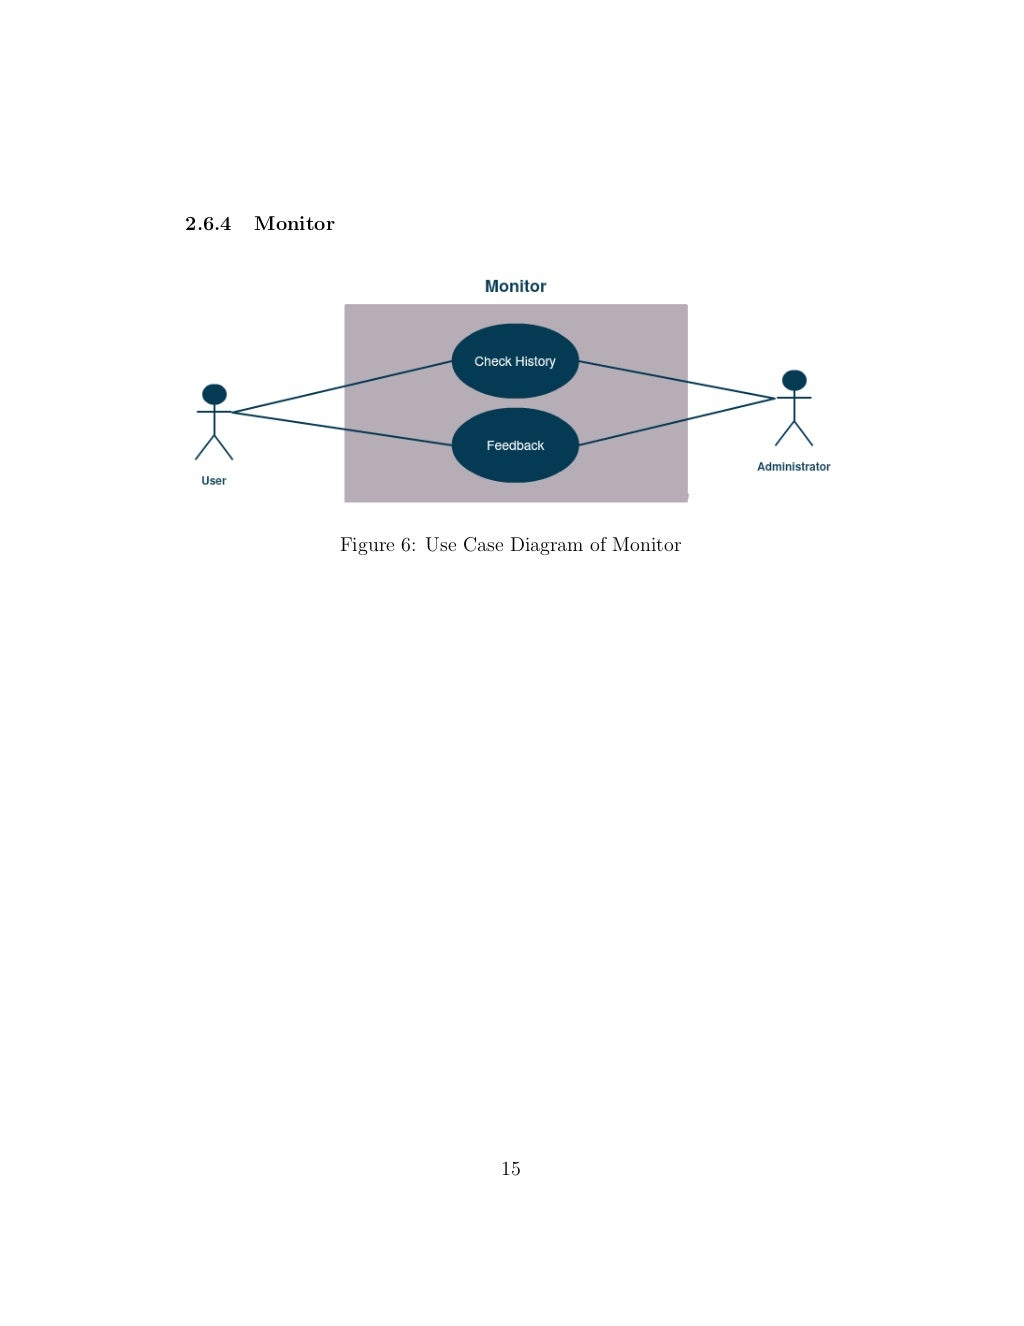 2.6.4 Monitor
Monitor
Check History
Feedback
User
Administrator
Figure 6: Use Case Diagram of Monitor
15